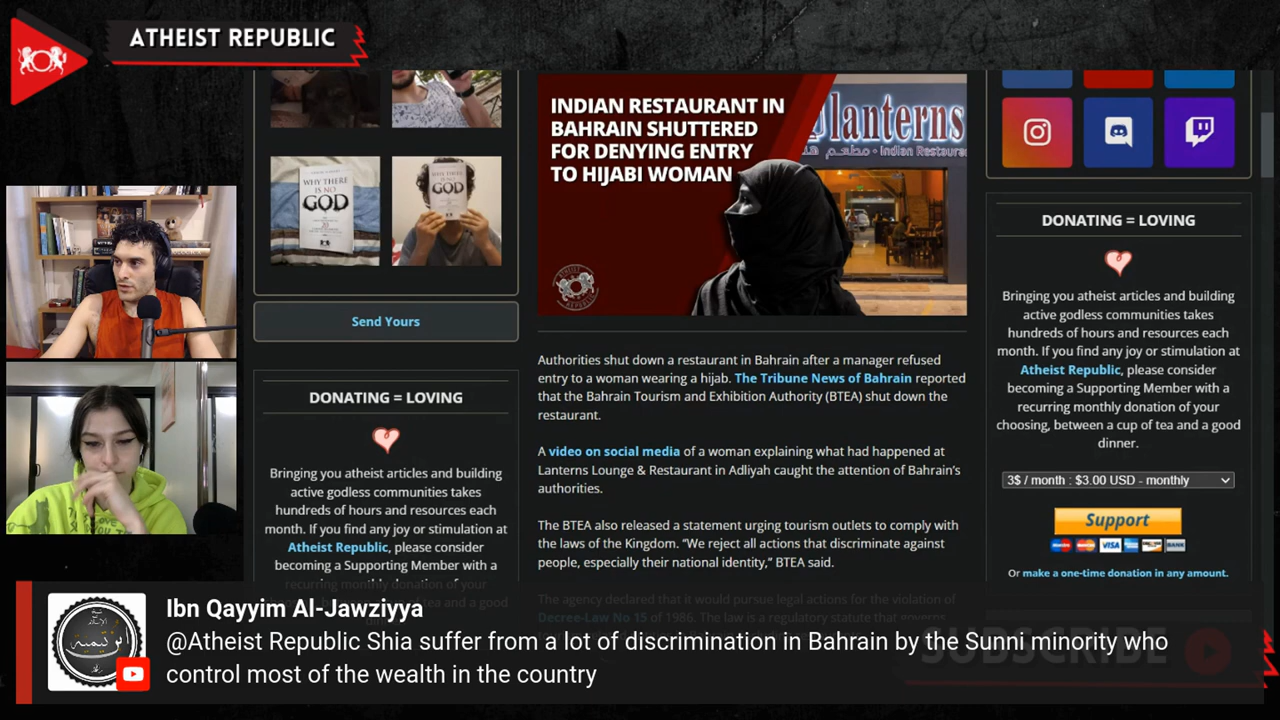 ATHEIST REPUBLIC
WHY THERE
IS NO
GOD
GOD
Send Yours
DONATING = LOVING
Bringing you atheist articles and building
active godless communities takes
hundreds of hours and resources each
month. If you find any joy or stimulation at
Atheist Republic, please consider
becoming a Supporting Member with a
recurring monthly donation of your
INDIAN RESTAURANT IN
BAHRAIN SHUTTERED
FOR DENYING ENTRY
TO HIJABI WOMAN
lanterns
Indian Restaurant
Authorities shut down a restaurant in Bahrain after a manager refused
entry to a woman wearing a hijab. The Tribune News of Bahrain reported
that the Bahrain Tourism and Exhibition Authority (BTEA) shut down the
restaurant.
A video on social media of a woman explaining what had happened at
Lanterns Lounge & Restaurant in Adliyah caught the attention of Bahrain's
authorities.
The BTEA also released a statement urging tourism outlets to comply with
the laws of the Kingdom. "We reject all actions that discriminate against
people, especially their national identity," BTEA said.
The agency declared that it would pursue legal actions for the violation of
Decree-Law No 15 of 1986. The law is a regulatory statute that governs
DONATING = LOVING
Bringing you atheist articles and building
active godless communities takes
hundreds of hours and resources each
month. If you find any joy or stimulation at
Atheist Republic, please consider
becoming a Supporting Member with a
recurring monthly donation of your
choosing, between a cup of tea and a good
dinner.
3$ / month : $3.00 USD - monthly
Support
VISA
BANK
Or make a one-time donation in any amount.
SUBSCRIBE
Ibn Qayyim Al-Jawziyya
@Atheist Republic Shia suffer from a lot of discrimination in Bahrain by the Sunni minority who
control most of the wealth in the country